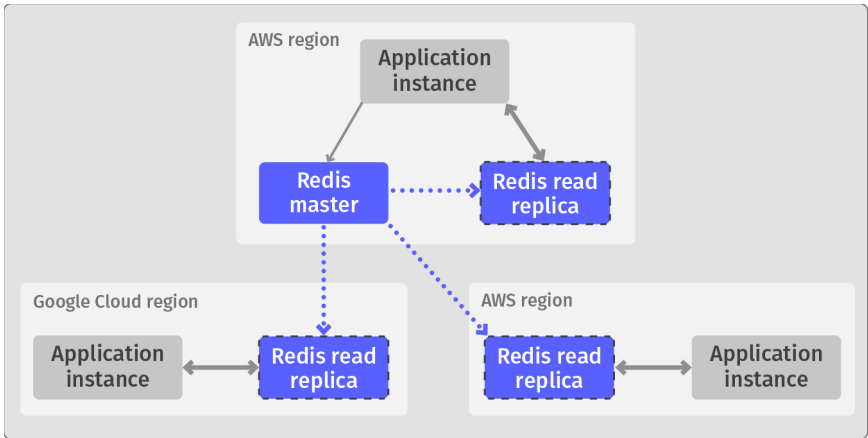 AWS region
Application
instance
Redis
master
Redis read
replica
Google Cloud region
Application
instance
Redis read
replica
AWS region
Redis read
replica
Application
instance